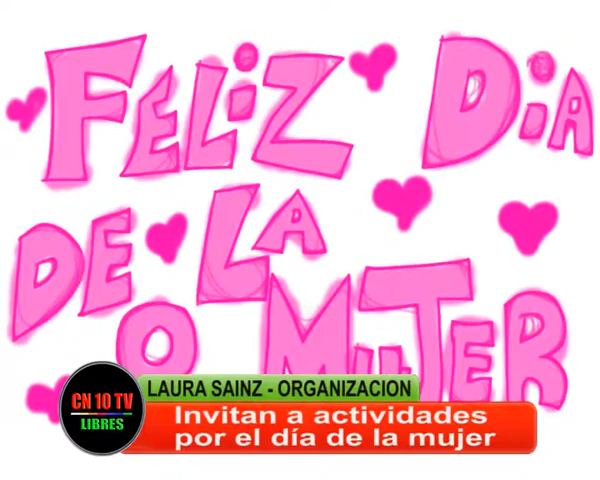 FELiZ DiA
DE LA
O MUJER
CN 10 TV
LIBRES
LAURA SAINZ - ORGANIZACION
Invitan a actividades
por el día de la mujer